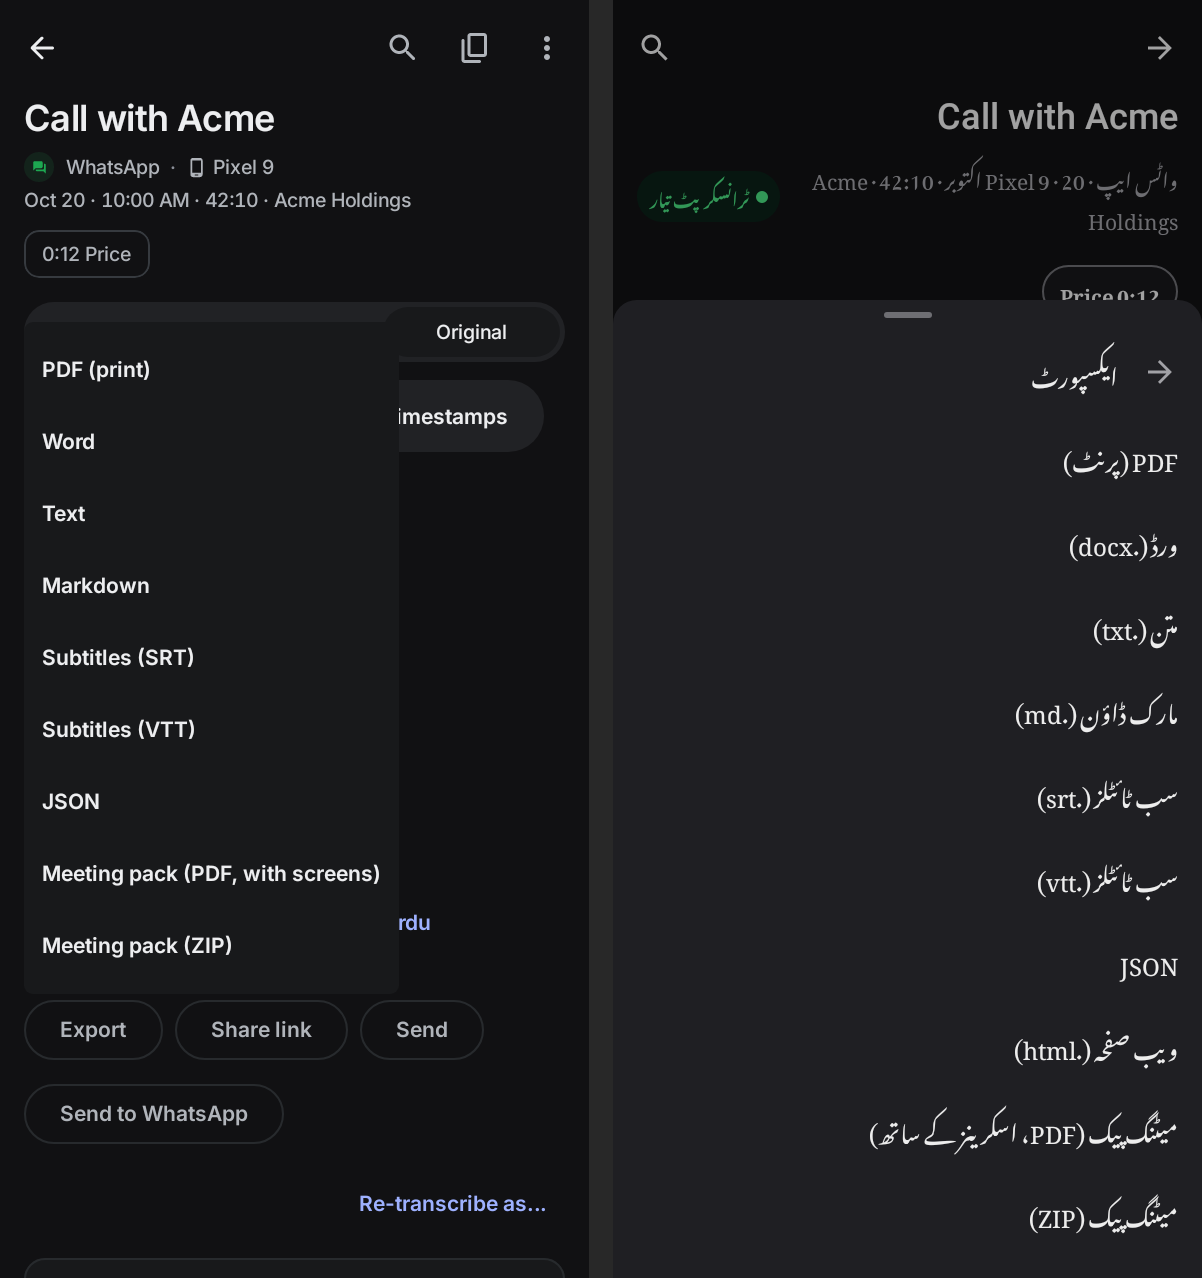 Call with Acme
WhatsApp · Pixel 9
Oct 20 · 10:00 AM · 42:10 · Acme Holdings
0:12 Price
Original
PDF (print)
imestamps
Word
Text
Markdown
Subtitles (SRT)
Subtitles (VTT)
JSON
Meeting pack (PDF, with screens)
rdu
Meeting pack (ZIP)
Export
Share link
Send
Send to WhatsApp
Re-transcribe as...
Call with Acme
واٹس ایپ · Pixel 9 · 20 اکتوبر · 42:10 · Acme
Holdings
ٹرانسکرپٹ تیار
Price 0:12
ایکسپورٹ
PDF (پرنٹ)
ورڈ (.docx)
متن (.txt)
مارک ڈاؤن (.md)
سب ٹائٹلز (.srt)
سب ٹائٹلز (.vtt)
JSON
ویب صفحہ (.html)
میٹنگ پیک (PDF، اسکرینز کے ساتھ)
میٹنگ پیک (ZIP)